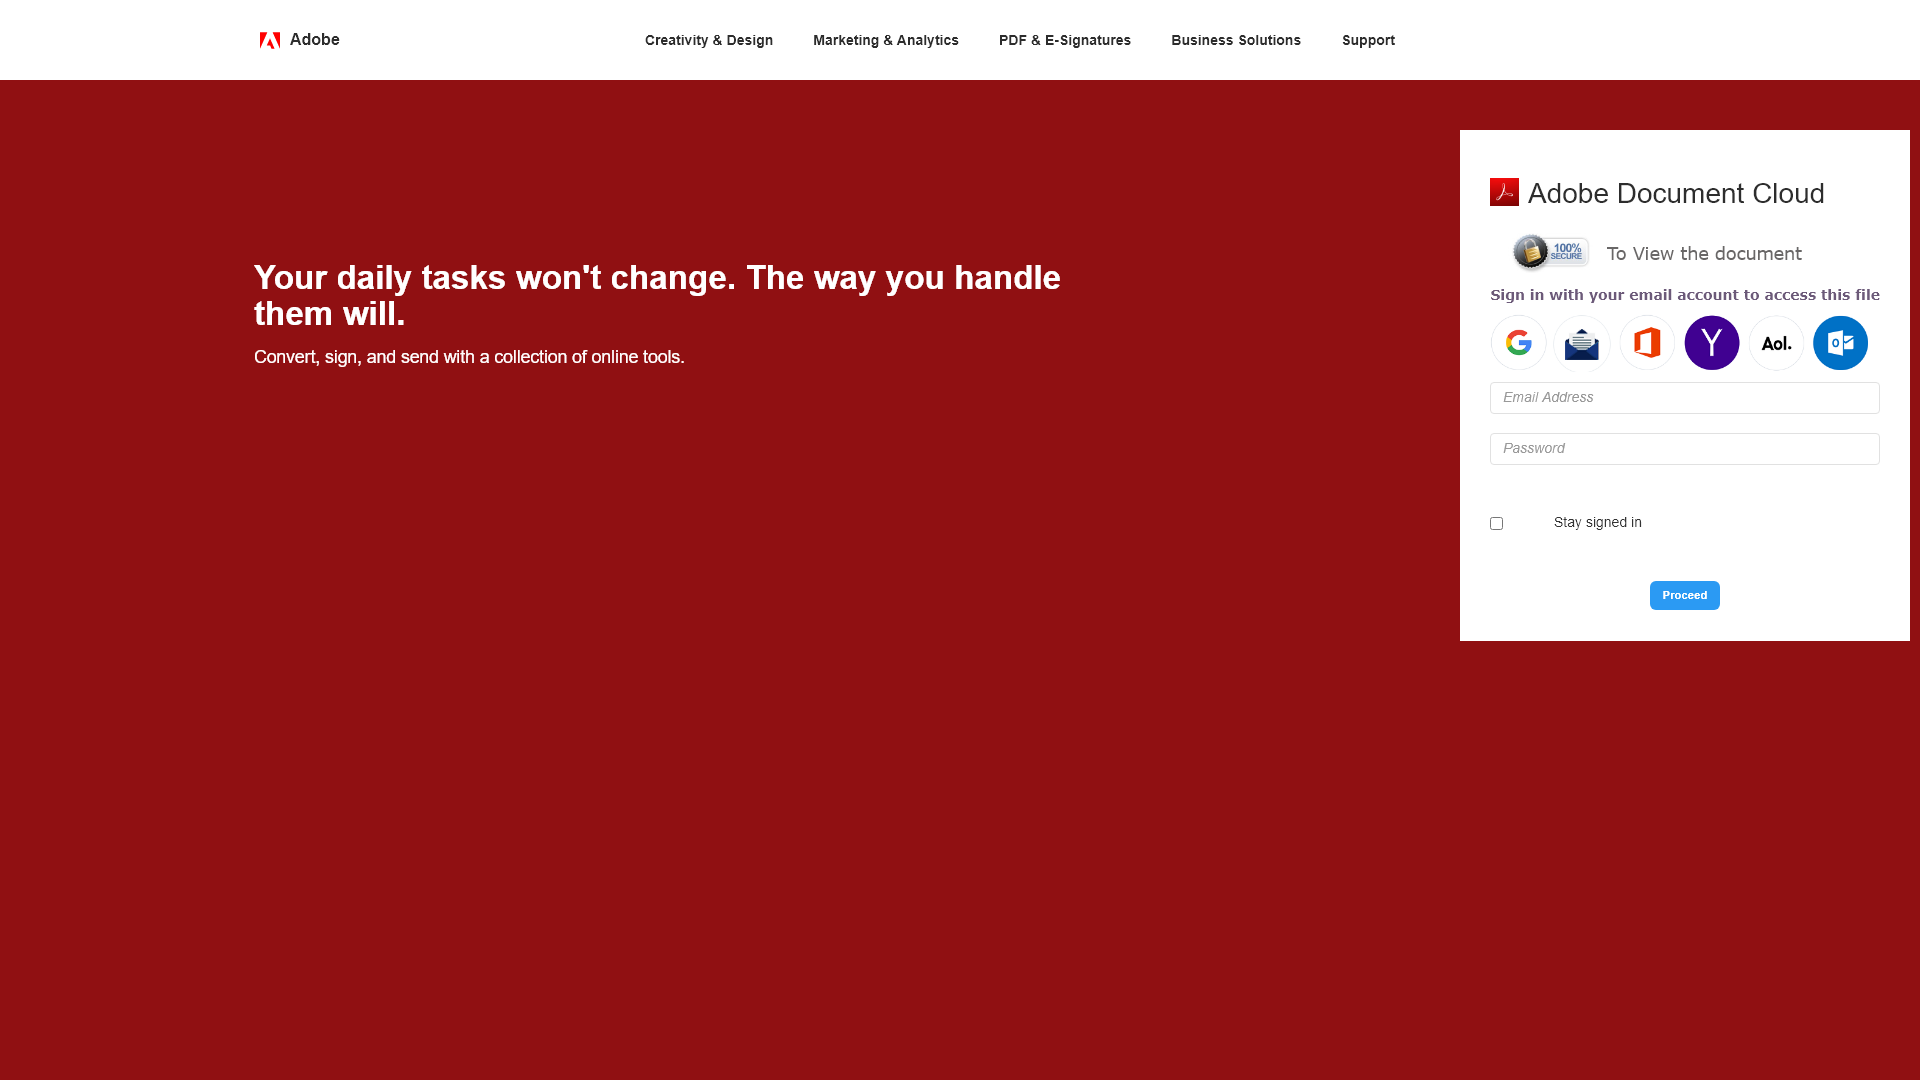 Adobe
Creativity & Design
Marketing & Analytics
PDF & E-Signatures
Business Solutions
Support
Your daily tasks won't change. The way you handle
them will.
Convert, sign, and send with a collection of online tools.
Adobe Document Cloud
100%
SECURE
To View the document
Sign in with your email account to access this file
G
Y
Aol.
O
Email Address
Password
Stay signed in
Proceed